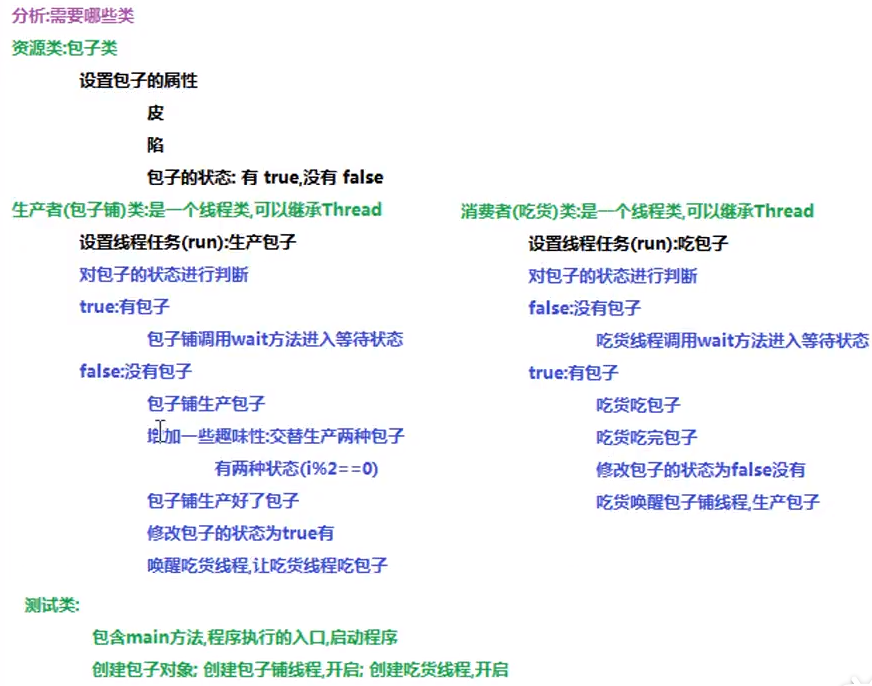 分析:需要哪些类
资源类:包子类
设置包子的属性
皮
陷
包子的状态: 有 true,没有 false
生产者(包子铺)类:是一个线程类,可以继承Thread
设置线程任务(run):生产包子
对包子的状态进行判断
true:有包子
包子铺调用wait方法进入等待状态
false:没有包子
包子铺生产包子
增加一些趣味性:交替生产两种包子
有两种状态(i%2==0)
包子铺生产好了包子
修改包子的状态为true有
唤醒吃货线程,让吃货线程吃包子
消费者(吃货)类:是一个线程类,可以继承Thread
设置线程任务(run):吃包子
对包子的状态进行判断
false:没有包子
吃货线程调用wait方法进入等待状态
true:有包子
吃货吃包子
吃货吃完包子
修改包子的状态为false没有
吃货唤醒包子铺线程,生产包子
测试类:
包含main方法,程序执行的入口,启动程序
创建包子对象; 创建包子铺线程,开启; 创建吃货线程,开启